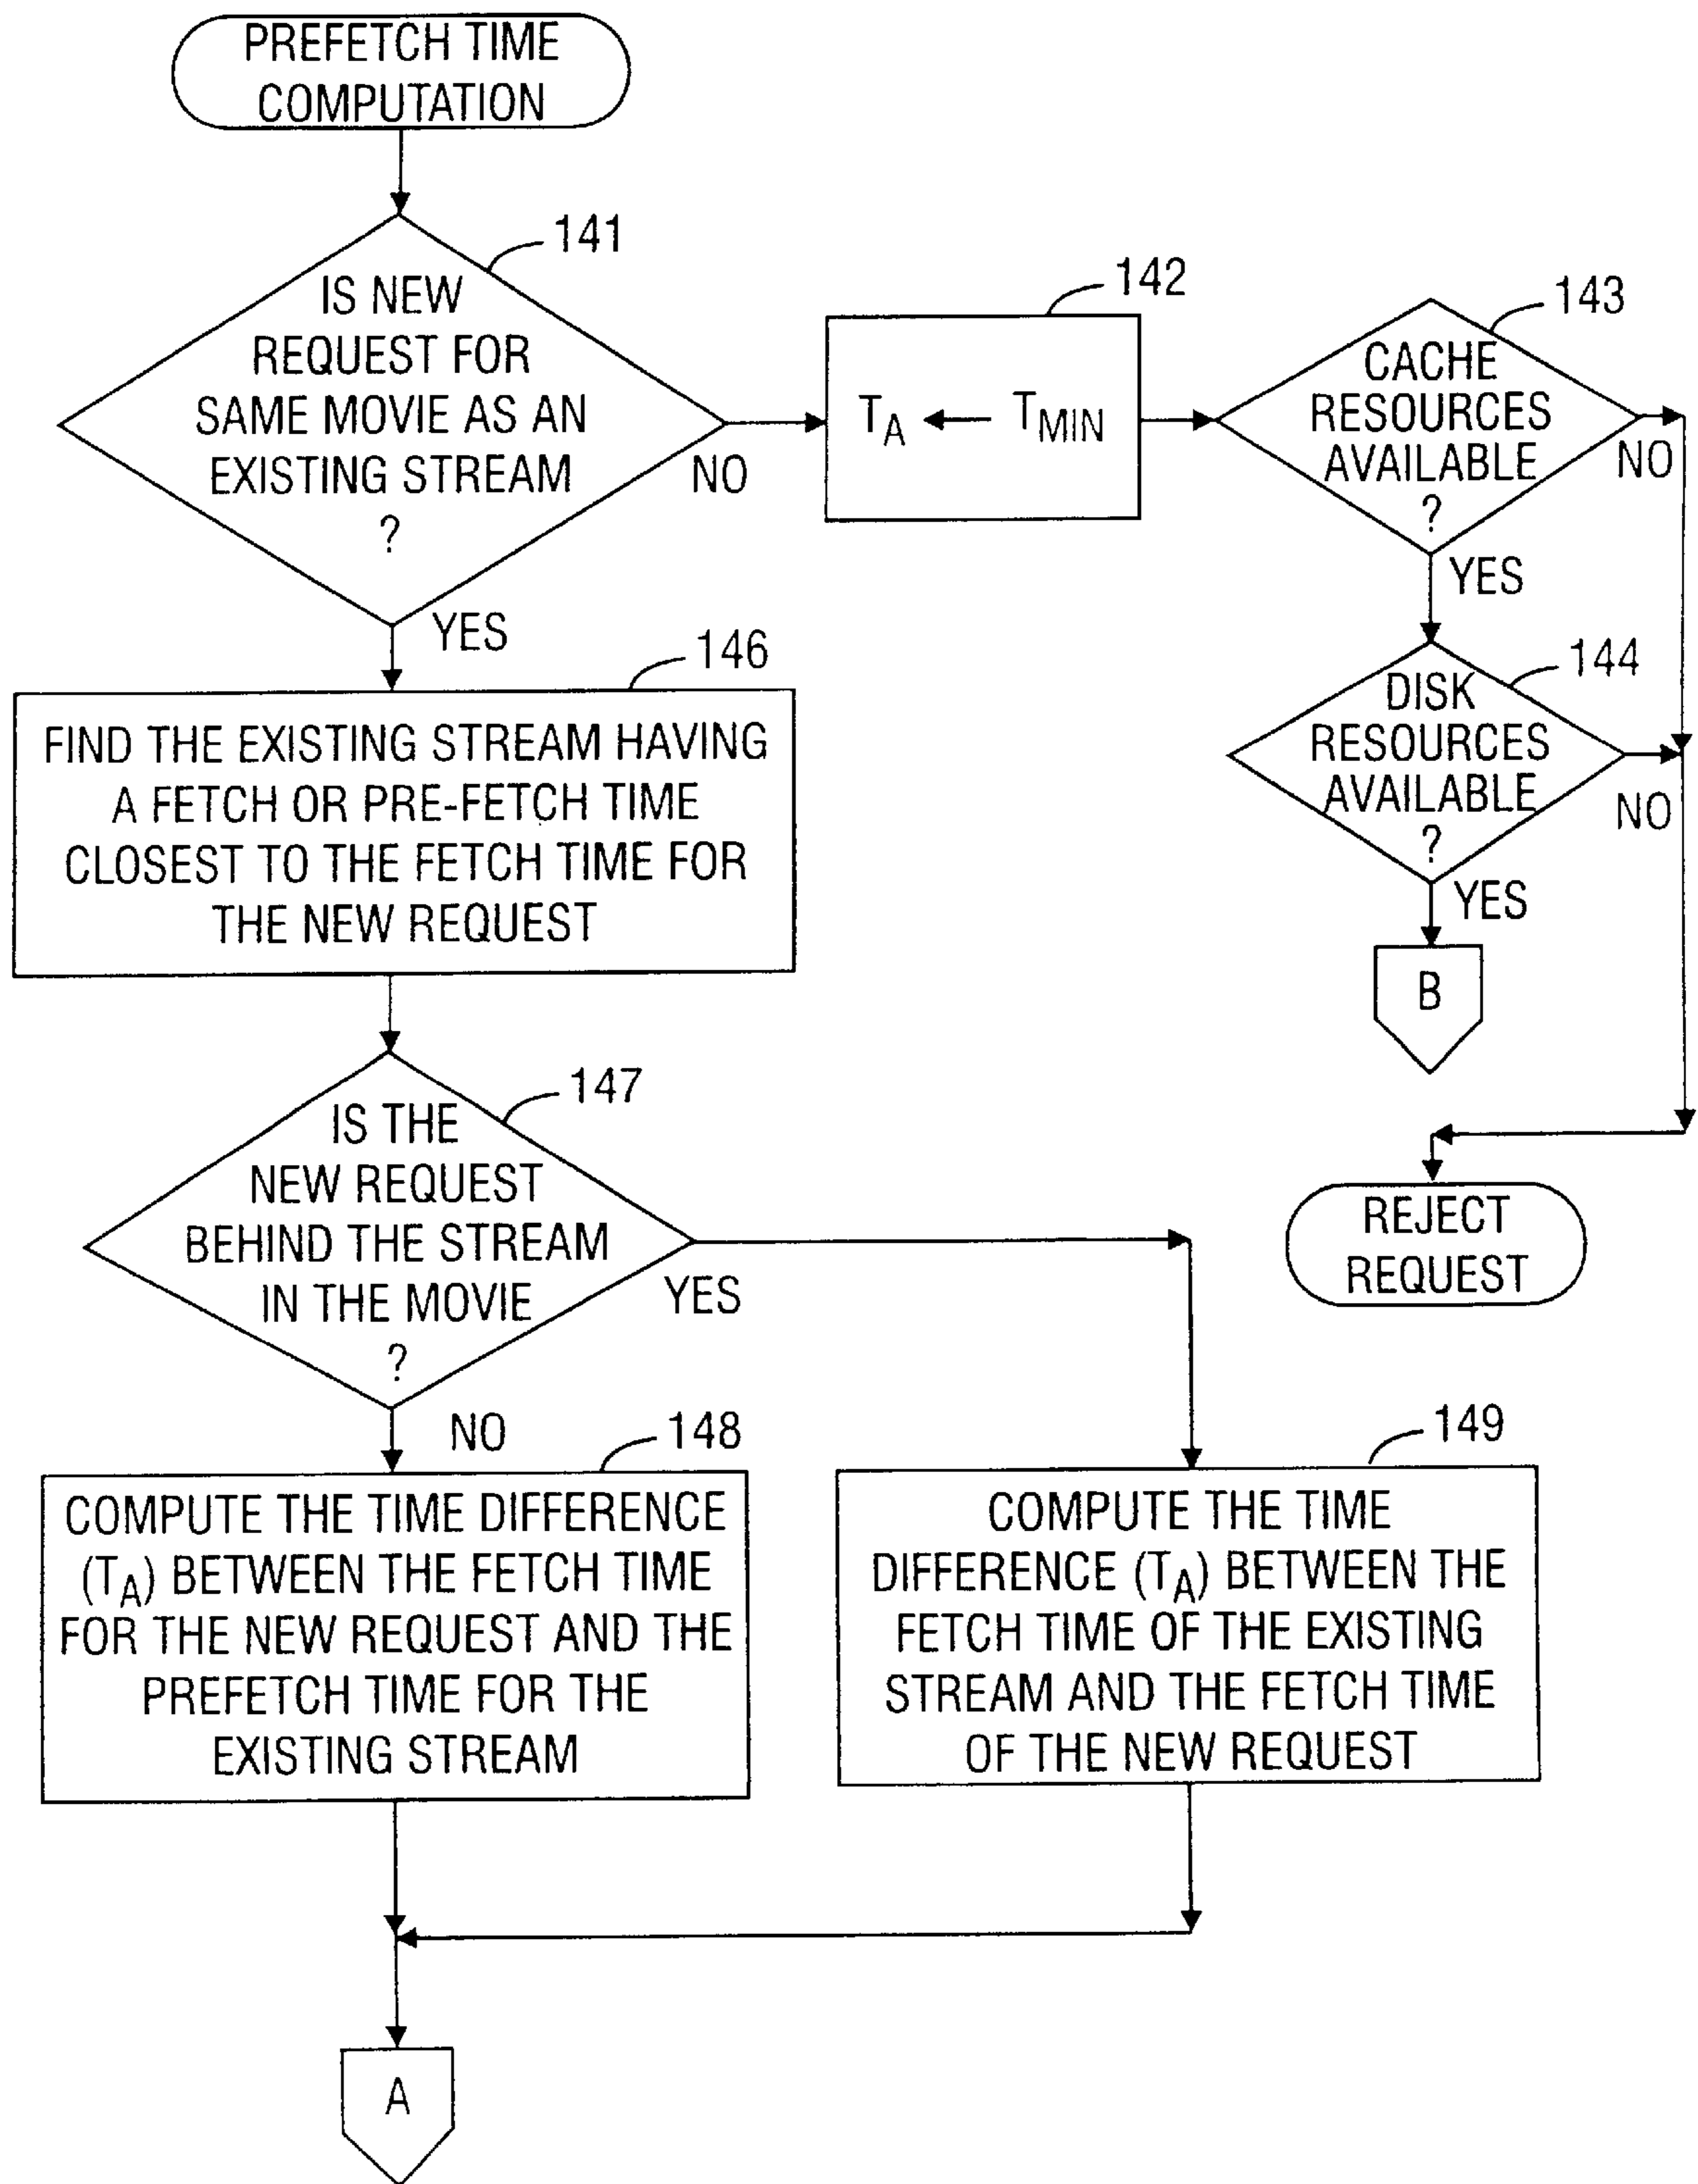 PREFETCH TIME
COMPUTATION
141
IS NEW
REQUEST FOR
SAME MOVIE AS AN
EXISTING STREAM
?
NO
YES
142
T_A ← T_MIN
143
CACHE
RESOURCES
AVAILABLE
?
NO
YES
144
DISK
RESOURCES
AVAILABLE
?
NO
YES
B
REJECT
REQUEST
146
FIND THE EXISTING STREAM HAVING
A FETCH OR PRE-FETCH TIME
CLOSEST TO THE FETCH TIME FOR
THE NEW REQUEST
147
IS THE
NEW REQUEST
BEHIND THE STREAM
IN THE MOVIE
?
YES
NO
148
COMPUTE THE TIME DIFFERENCE
(T_A) BETWEEN THE FETCH TIME
FOR THE NEW REQUEST AND THE
PREFETCH TIME FOR THE
EXISTING STREAM
149
COMPUTE THE TIME
DIFFERENCE (T_A) BETWEEN THE
FETCH TIME OF THE EXISTING
STREAM AND THE FETCH TIME
OF THE NEW REQUEST
A